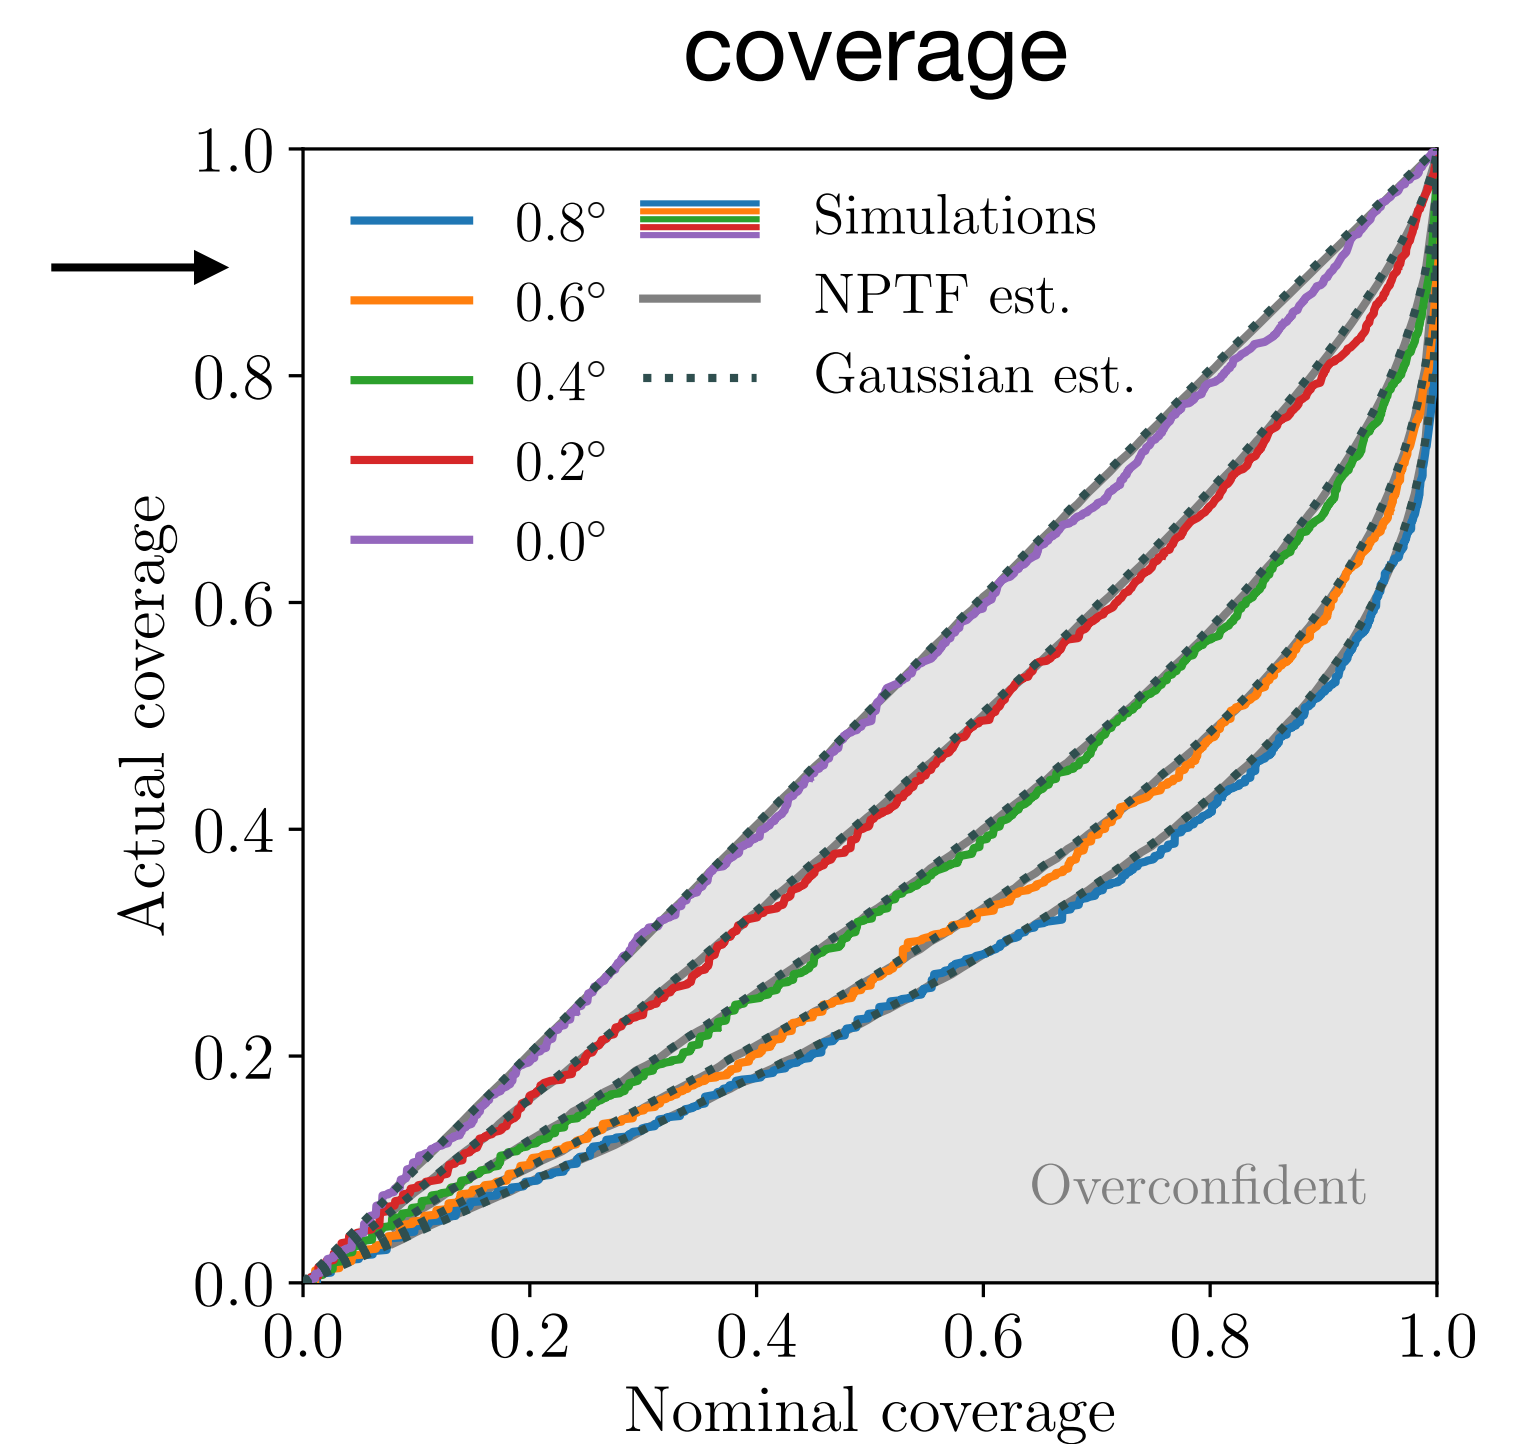 coverage
1.0
0.8
0.6
0.4
0.2
0.0
Actual coverage
0.8°
0.6°
0.4°
0.2°
0.0°
Simulations
NPTF est.
Gaussian est.
Overconfident
0.0 0.2 0.4 0.6 0.8 1.0
Nominal coverage